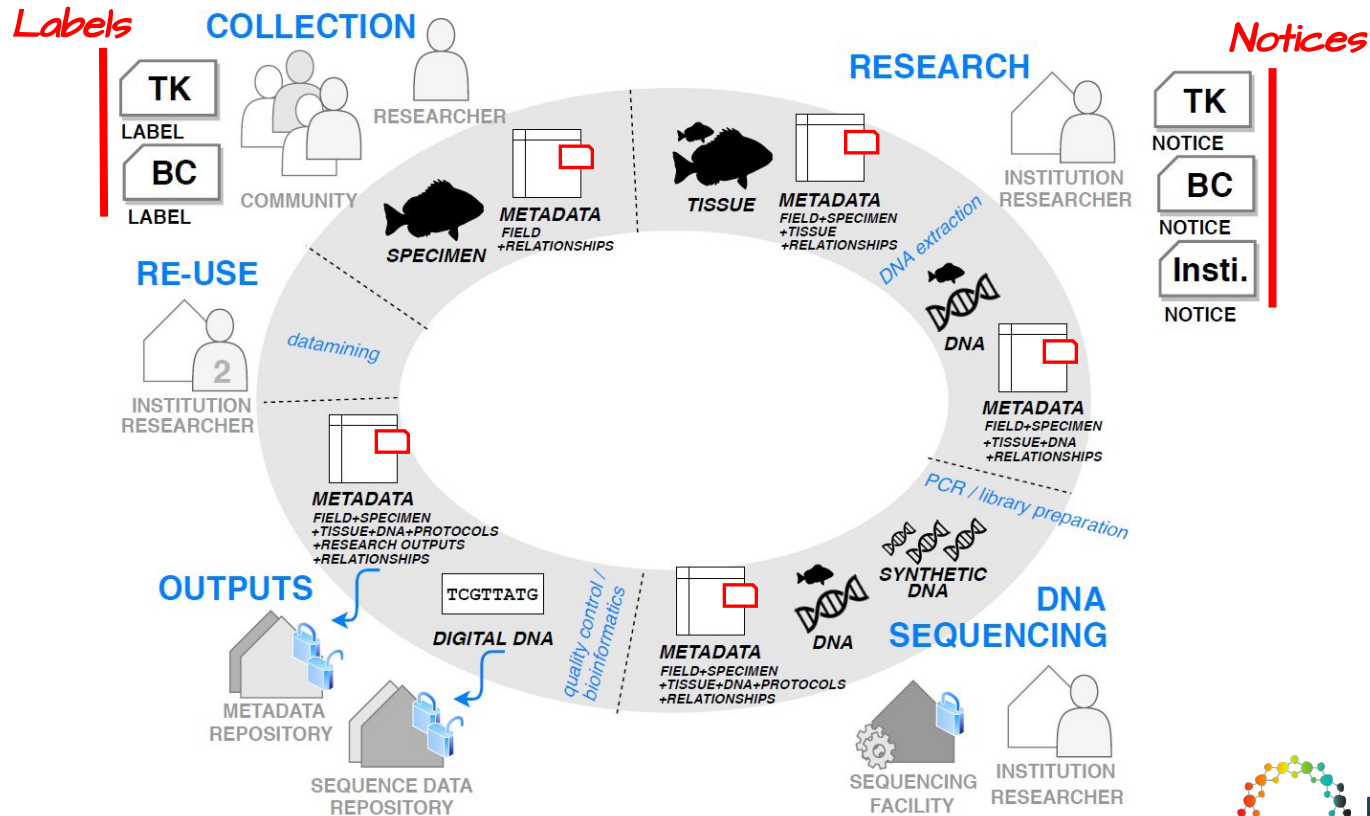 Labels
COLLECTION
TK
LABEL
BC
LABEL
COMMUNITY
RESEARCHER
SPECIMEN
METADATA
FIELD
+RELATIONSHIPS
RESEARCH
INSTITUTION
RESEARCHER
Notices
TK
NOTICE
BC
NOTICE
Insti.
NOTICE
TISSUE
METADATA
FIELD+SPECIMEN
+TISSUE
+RELATIONSHIPS
DNA extraction
DNA
METADATA
FIELD+SPECIMEN
+TISSUE+DNA
+RELATIONSHIPS
PCR / library preparation
SYNTHETIC
DNA
DNA
METADATA
FIELD+SPECIMEN
+TISSUE+DNA+PROTOCOLS
+RELATIONSHIPS
DNA
SEQUENCING
SEQUENCING
FACILITY
INSTITUTION
RESEARCHER
quality control /
bioinformatics
TCGTTATG
DIGITAL DNA
OUTPUTS
METADATA
REPOSITORY
SEQUENCE DATA
REPOSITORY
METADATA
FIELD+SPECIMEN
+TISSUE+DNA+PROTOCOLS
+RESEARCH OUTPUTS
+RELATIONSHIPS
RE-USE
2
INSTITUTION
RESEARCHER
datamining